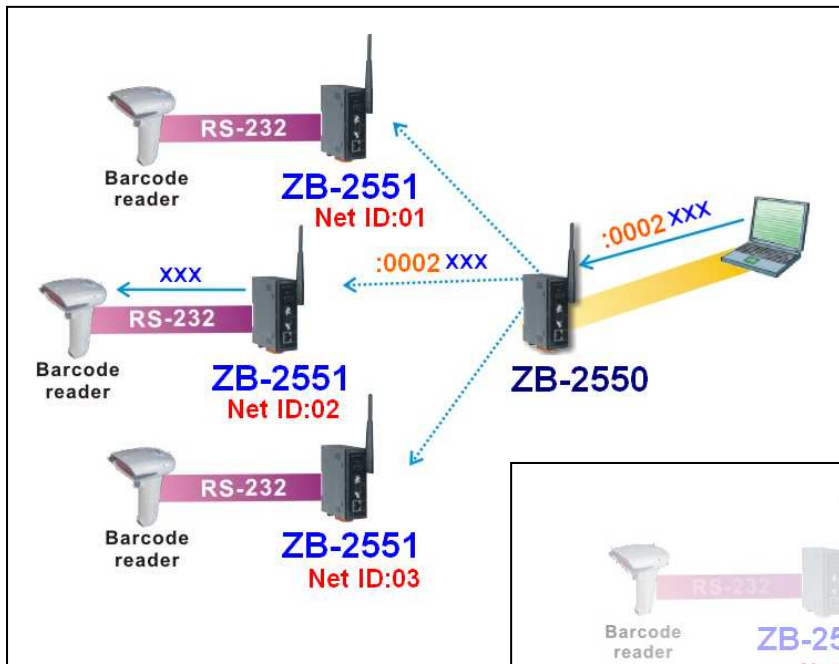 RS-232
Barcode
reader
ZB-2551
Net ID:01
:0002 XXX
:0002 XXX
XXX
RS-232
Barcode
reader
ZB-2551
Net ID:02
ZB-2550
RS-232
Barcode
reader
ZB-2551
Net ID:03
RS-232
Barcode
reader